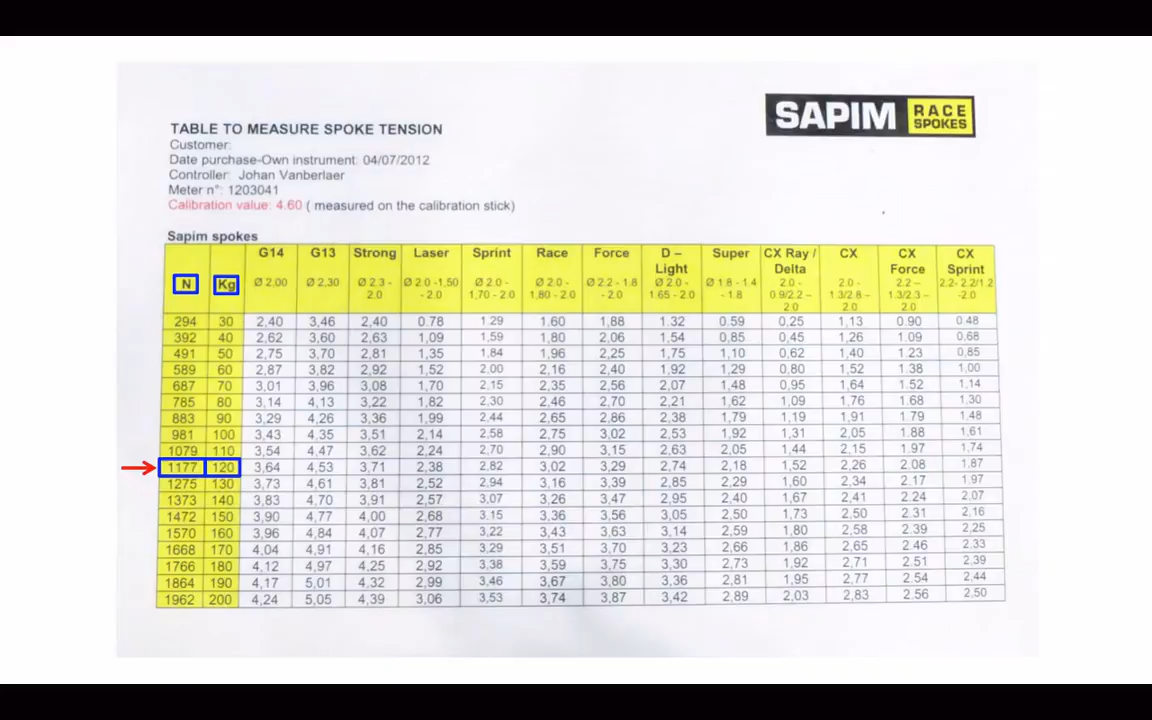 SAPIM RACE SPOKES
TABLE TO MEASURE SPOKE TENSION
Customer:
Date purchase-Own instrument: 04/07/2012
Controller: Johan Vanberlaer
Meter n°: 1203041
Calibration value: 4.60 ( measured on the calibration stick)
Sapim spokes
N Kg G14 Ø 2,00 G13 Ø 2,30 Strong Ø 2.3 - 2.0 Laser Ø 2.0 -1,50 - 2.0 Sprint Ø 2.0 - 1,70 - 2.0 Race Ø 2.0 - 1,80 - 2.0 Force Ø 2.2 - 1.8 - 2.0 D – Light Ø 2.0 - 1.65 - 2.0 Super Ø 1.8 - 1.4 - 1.8 CX Ray / Delta 2.0 - 0.9/2.2 – 2.0 CX 2.0 - 1.3/2.8 – 2.0 CX Force 2.2 – 1.3/2.3 – 2.0 CX Sprint 2.2- 2.2/1.2 -2.0
294 30 2,40 3,46 2,40 0.78 1.29 1.60 1,88 1.32 0.59 0,25 1,13 0.90 0.48
392 40 2,62 3,60 2,63 1,09 1,59 1,80 2,06 1,54 0,85 0,45 1,26 1.09 0,68
491 50 2,75 3,70 2,81 1,35 1,84 1,96 2,25 1,75 1,10 0,62 1,40 1.23 0,85
589 60 2,87 3,82 2,92 1,52 2,00 2,16 2,40 1,92 1,29 0,80 1,52 1.38 1,00
687 70 3,01 3,96 3,08 1,70 2,15 2,35 2,56 2,07 1,48 0,95 1,64 1.52 1,14
785 80 3,14 4,13 3,22 1,82 2,30 2,46 2,70 2,21 1,62 1,09 1,76 1.68 1,30
883 90 3,29 4,26 3,36 1,99 2.44 2,65 2,86 2,38 1,79 1,19 1,91 1.79 1.48
981 100 3,43 4,35 3,51 2,14 2,58 2,75 3,02 2,53 1,92 1,31 2,05 1.88 1,61
1079 110 3,54 4,47 3,62 2,24 2,70 2,90 3,15 2,63 2,05 1,44 2,15 1.97 1,74
1177 120 3,64 4,53 3,71 2,38 2,82 3,02 3,29 2,74 2,18 1,52 2,26 2.08 1,87
1275 130 3,73 4,61 3,81 2,52 2,94 3,16 3,39 2,85 2,29 1,60 2,34 2.17 1,97
1373 140 3,83 4,70 3,91 2,57 3,07 3,26 3,47 2,95 2,40 1,67 2,41 2.24 2,07
1472 150 3,90 4,77 4,00 2,68 3.15 3,36 3,56 3,05 2,50 1,73 2,50 2.31 2,16
1570 160 3,96 4,84 4,07 2,77 3,22 3,43 3,63 3,14 2,59 1,80 2,58 2.39 2,25
1668 170 4,04 4,91 4,16 2,85 3,29 3,51 3,70 3,23 2,66 1,86 2,65 2.46 2,33
1766 180 4,12 4,97 4,25 2,92 3,38 3,59 3,75 3,30 2,73 1,92 2,71 2.51 2,39
1864 190 4,17 5,01 4,32 2,99 3,46 3,67 3,80 3,36 2,81 1,95 2,77 2.54 2,44
1962 200 4,24 5,05 4,39 3,06 3,53 3,74 3,87 3,42 2,89 2,03 2,83 2.56 2,50